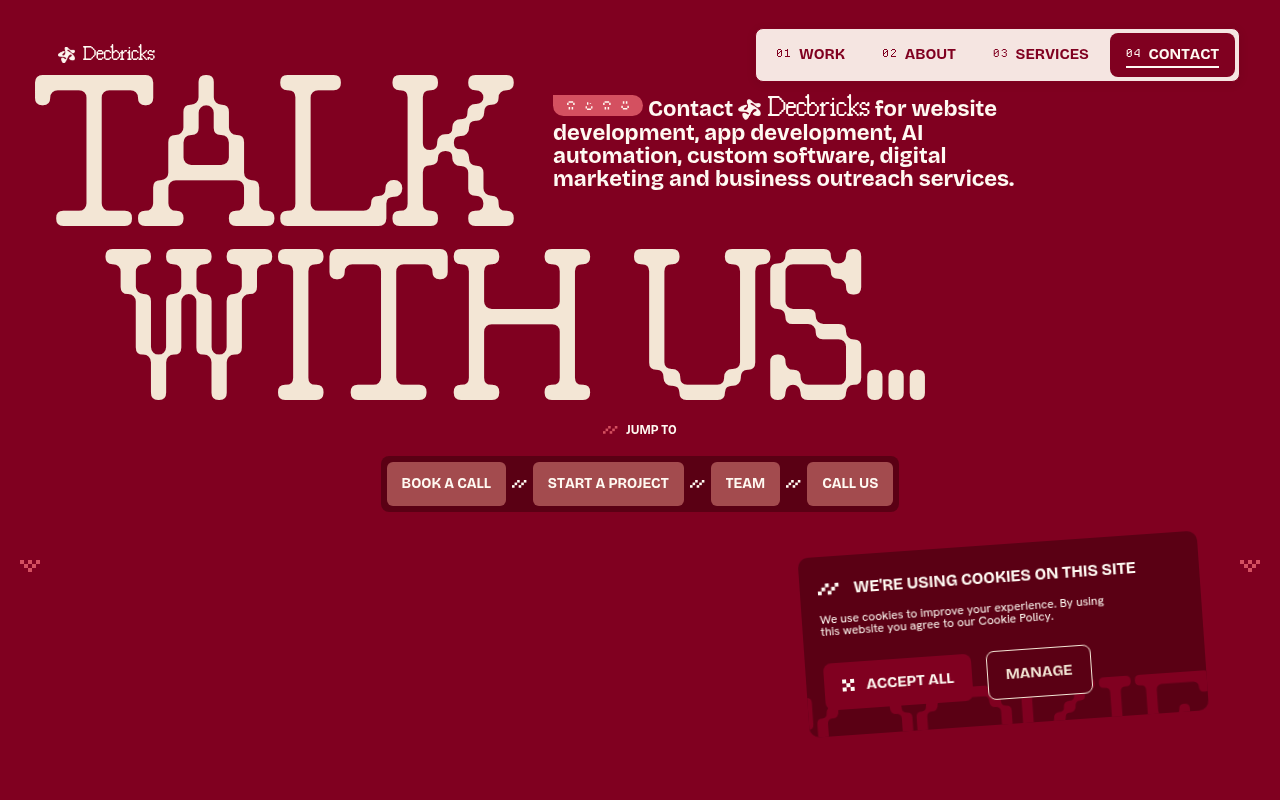 Decbricks
01 WORK
02 ABOUT
03 SERVICES
04 CONTACT
TALK
WITH US...
Contact Decbricks for website
development, app development, AI
automation, custom software, digital
marketing and business outreach services.
JUMP TO
BOOK A CALL
START A PROJECT
TEAM
CALL US
WE'RE USING COOKIES ON THIS SITE
We use cookies to improve your experience. By using
this website you agree to our Cookie Policy.
ACCEPT ALL
MANAGE